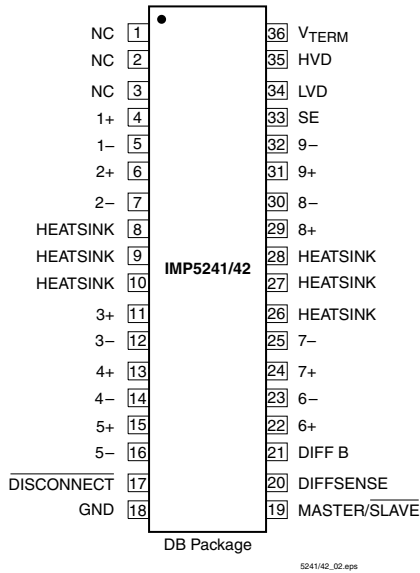 NC 1 36 VTERM
NC 2 35 HVD
NC 3 34 LVD
1+ 4 33 SE
1– 5 32 9–
2+ 6 31 9+
2– 7 30 8–
HEATSINK 8 29 8+
HEATSINK 9 IMP5241/42 28 HEATSINK
HEATSINK 10 27 HEATSINK
3+ 11 26 HEATSINK
3– 12 25 7–
4+ 13 24 7+
4– 14 23 6–
5+ 15 22 6+
5– 16 21 DIFF B
DISCONNECT 17 20 DIFFSENSE
GND 18 19 MASTER/SLAVE
DB Package
5241/42_02.eps